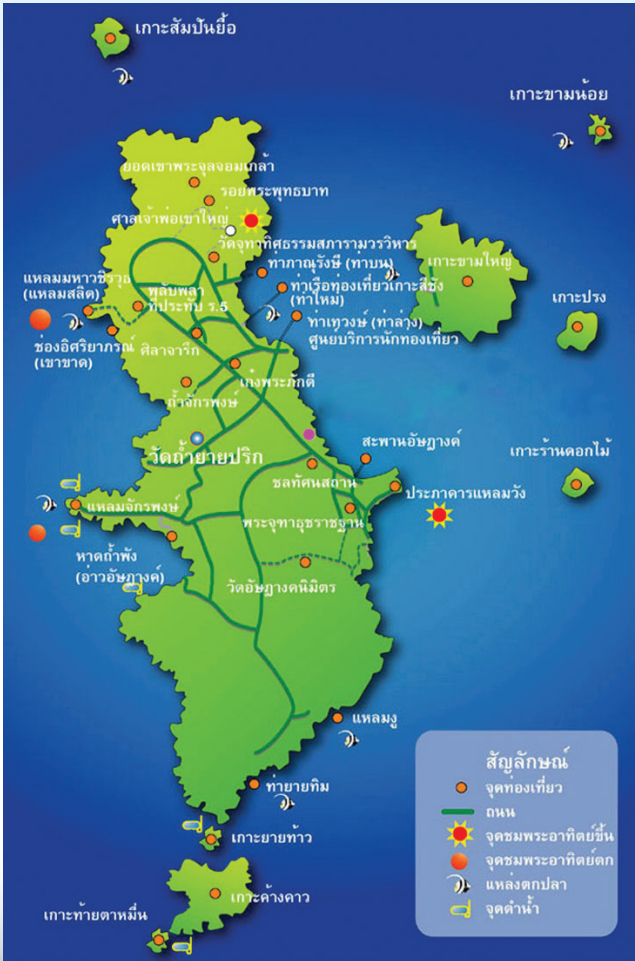 เกาะสัมปันยื้อ
เกาะขามน้อย
ยอดเขาพระจุลจอมเกล้า
รอยพระพุทธบาท
ศาลเจ้าพ่อเขาใหญ่
วัดจุฑาทิศธรรมสภารามวรวิหาร
ท่าภาณุรังษี (ท่าบน)
เกาะขามใหญ่
แหลมมหาวชิรวุธ
(แหลมสลิด)
พลับพลา
ที่ประทับ ร.5
ท่าเรือท่องเที่ยวเกาะสีชัง
(ท่าใหม่)
เกาะปรง
ช่องอิศริยาภรณ์
(เขาขาด)
ศิลาจารึก
ท่าเทวงษ์ (ท่าล่าง)
ศูนย์บริการนักท่องเที่ยว
เก๋งพระภักดี
ถ้ำจักรพงษ์
วัดถ้ำยายปริก
สะพานอัษฎางค์
เกาะร้านดอกไม้
ชลทัศนสถาน
ประภาคารแหลมวัง
แหลมจักรพงษ์
พระจุฑาธุชราชฐาน
หาดถ้ำพัง
(อ่าวอัษฎางค์)
วัดอัษฎางคนิมิตร
แหลมงู
ท่ายายทิม
เกาะยายท้าว
เกาะค้างคาว
เกาะท้ายตาหมื่น
สัญลักษณ์
จุดท่องเที่ยว
ถนน
จุดชมพระอาทิตย์ขึ้น
จุดชมพระอาทิตย์ตก
แหล่งตกปลา
จุดดำน้ำ